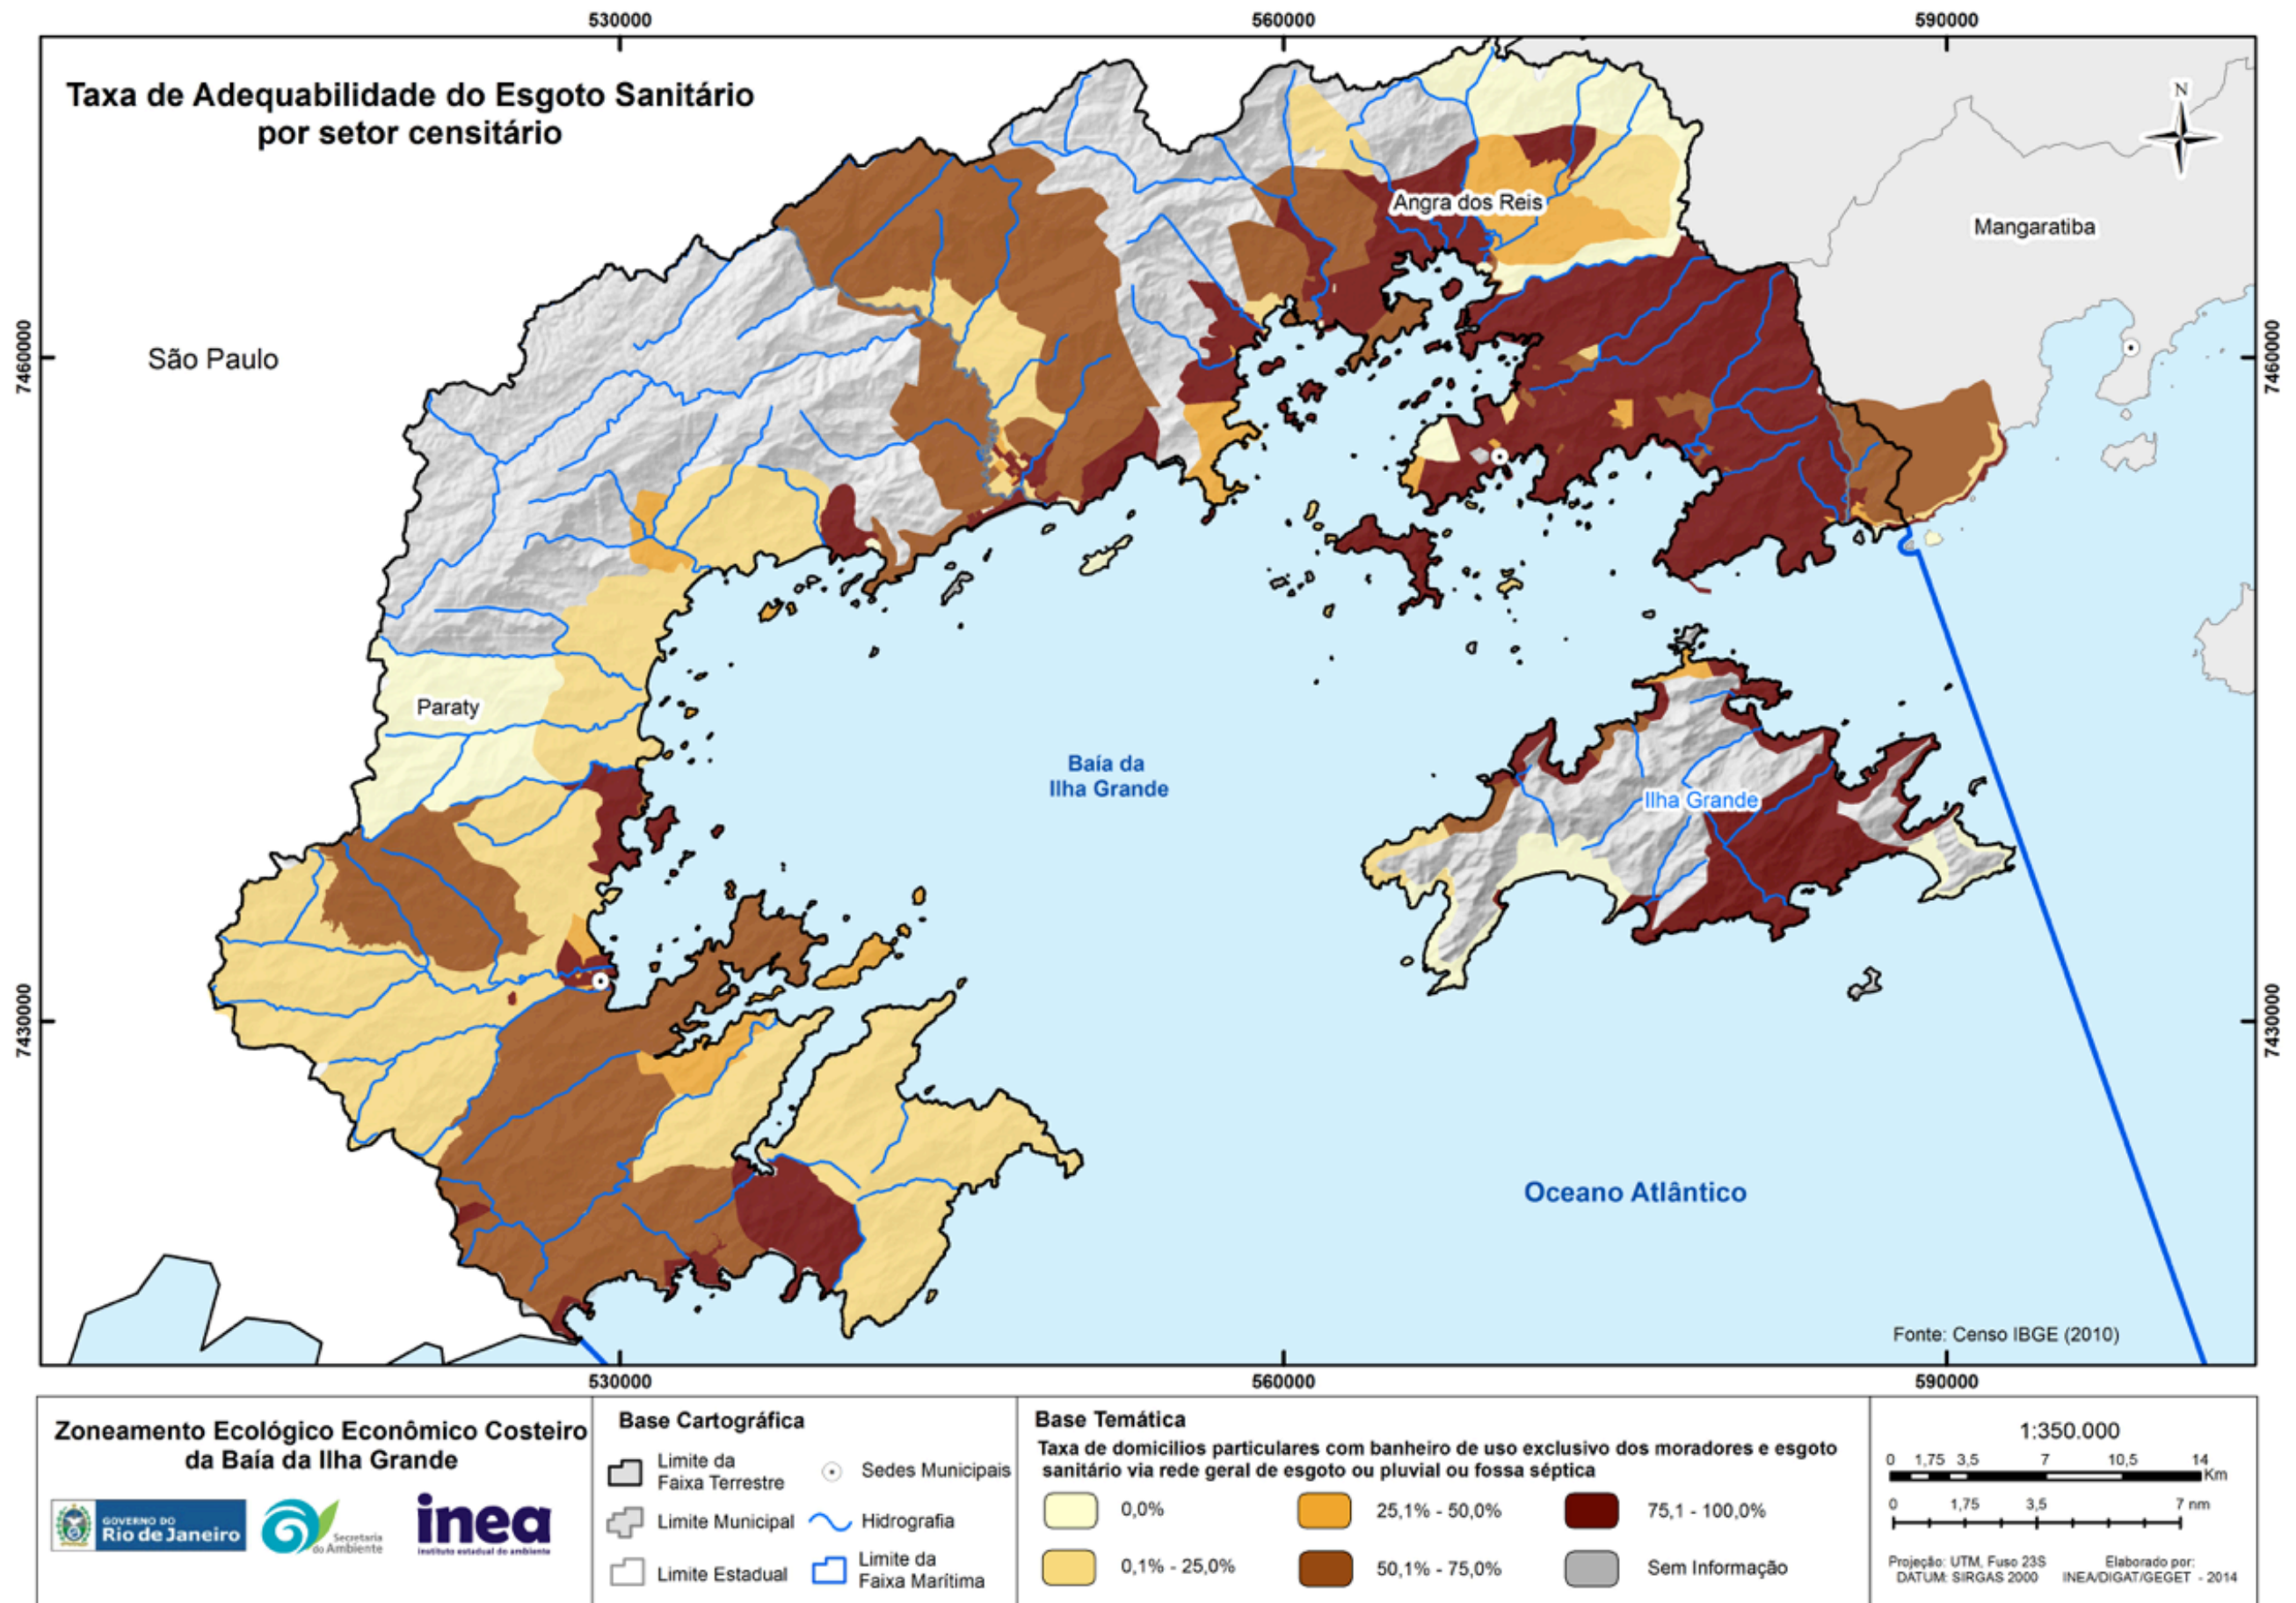 530000
560000
590000
Taxa de Adequabilidade do Esgoto Sanitário
por setor censitário
N
Angra dos Reis
Mangaratiba
São Paulo
7460000
7460000
Paraty
Baía da
Ilha Grande
Ilha Grande
7430000
7430000
Oceano Atlântico
Fonte: Censo IBGE (2010)
530000
560000
590000
Zoneamento Ecológico Econômico Costeiro
da Baía da Ilha Grande
GOVERNO DO
Rio de Janeiro
Secretaria
do Ambiente
inea
instituto estadual do ambiente
Base Cartográfica
Limite da
Faixa Terrestre
Sedes Municipais
Limite Municipal
Hidrografia
Limite Estadual
Limite da
Faixa Marítima
Base Temática
Taxa de domicilios particulares com banheiro de uso exclusivo dos moradores e esgoto
sanitário via rede geral de esgoto ou pluvial ou fossa séptica
0,0%
25,1% - 50,0%
75,1 - 100,0%
0,1% - 25,0%
50,1% - 75,0%
Sem Informação
1:350.000
0 1,75 3,5 7 10,5 14
Km
0 1,75 3,5 7 nm
Projeção: UTM, Fuso 23S
DATUM: SIRGAS 2000
Elaborado por:
INEA/DIGAT/GEGET - 2014